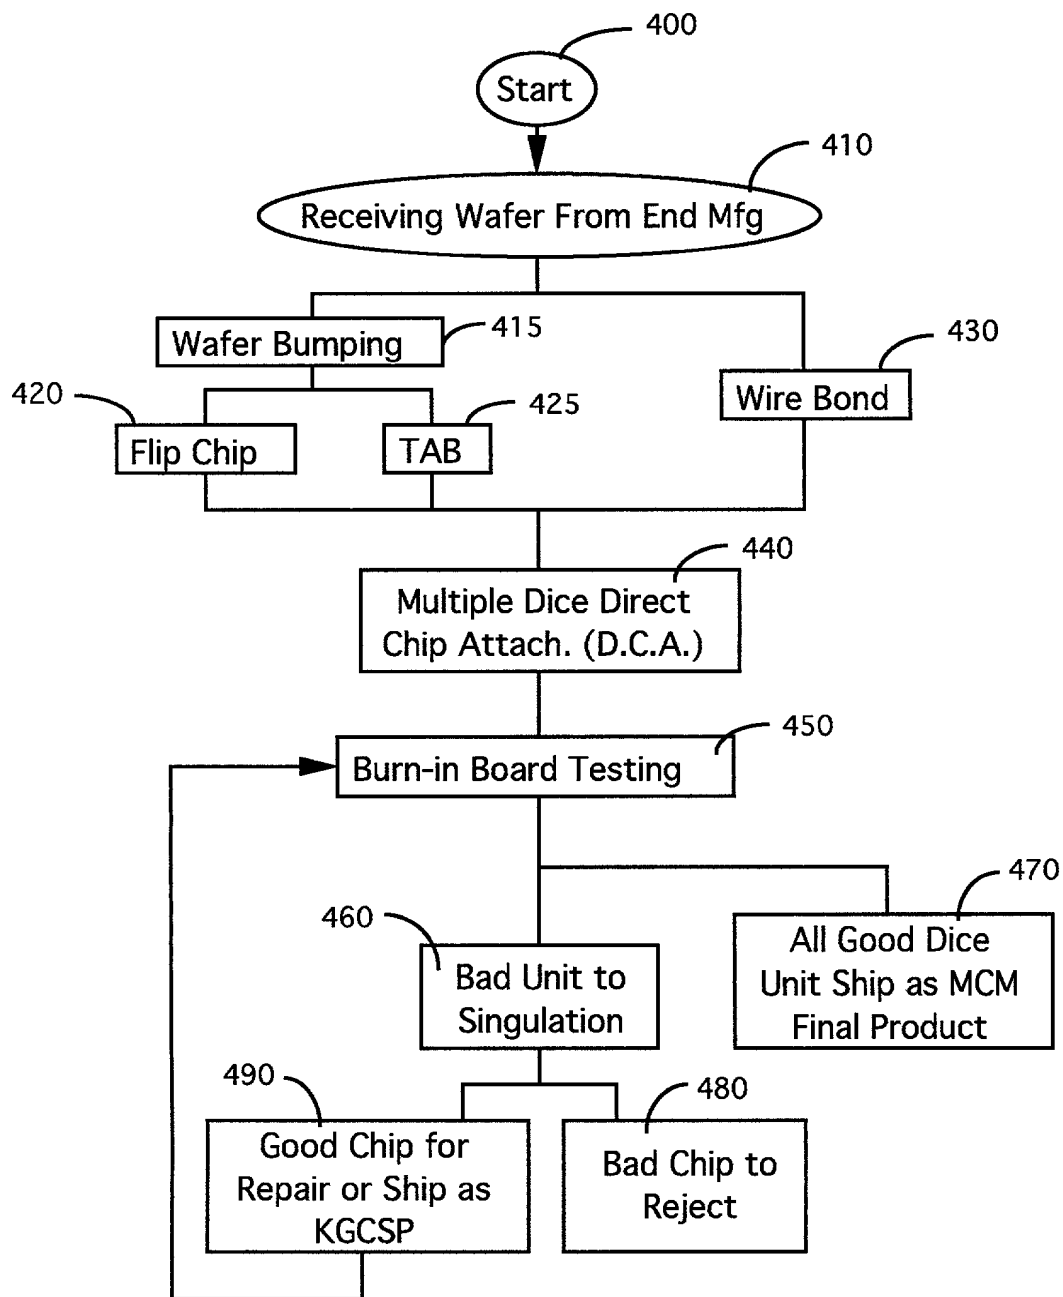 400
Start
410
Receiving Wafer From End Mfg
Wafer Bumping
415
430
Wire Bond
420
425
Flip Chip
TAB
440
Multiple Dice Direct
Chip Attach. (D.C.A.)
450
Burn-in Board Testing
470
460
All Good Dice
Unit Ship as MCM
Final Product
Bad Unit to
Singulation
490
480
Good Chip for
Repair or Ship as
KGCSP
Bad Chip to
Reject